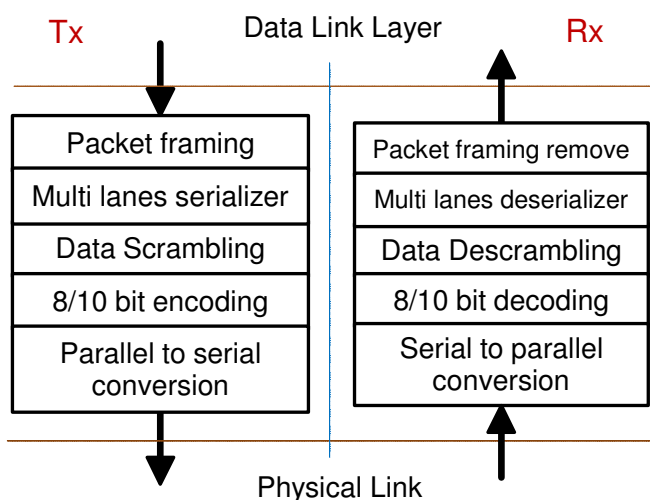 Tx
Data Link Layer
Rx
Packet framing
Multi lanes serializer
Data Scrambling
8/10 bit encoding
Parallel to serial
conversion
Packet framing remove
Multi lanes deserializer
Data Descrambling
8/10 bit decoding
Serial to parallel
conversion
Physical Link